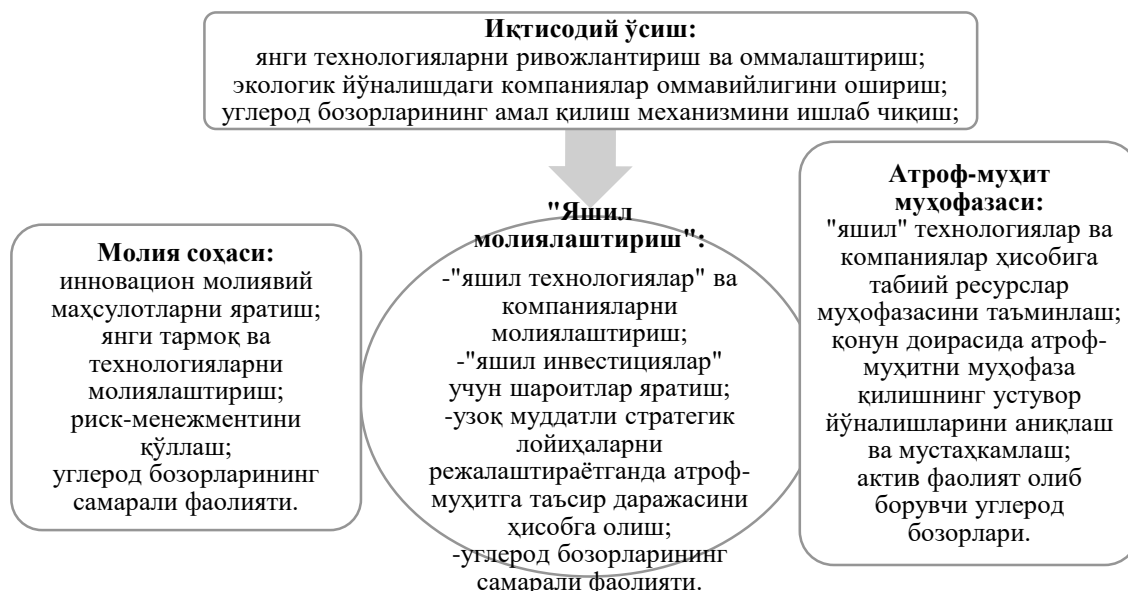 Иқтисодий ўсиш:
янги технологияларни ривожлантириш ва оммалаштириш;
экологик йўналишдаги компаниялар оммавийлигини ошириш;
углерод бозорларининг амал қилиш механизмини ишлаб чиқиш;
Молия соҳаси:
инновацион молиявий
маҳсулотларни яратиш;
янги тармоқ ва
технологияларни
молиялаштириш;
риск-менежментини
қўллаш;
углерод бозорларининг
самарали фаолияти.
"Яшил
молиялаштириш":
-"яшил технологиялар" ва
компанияларни
молиялаштириш;
-"яшил инвестициялар"
учун шароитлар яратиш;
-узоқ муддатли стратегик
лойиҳаларни
режалаштираётганда атроф-
муҳитга таъсир даражасини
ҳисобга олиш;
-углерод бозорларининг
самарали фаолияти.
Атроф-муҳит
муҳофазаси:
"яшил" технологиялар ва
компаниялар ҳисобига
табиий ресурслар
муҳофазасини таъминлаш;
қонун доирасида атроф-
муҳитни муҳофаза
қилишнинг устувор
йўналишларини аниқлаш
ва мустаҳкамлаш;
актив фаолият олиб
борувчи углерод
бозорлари.